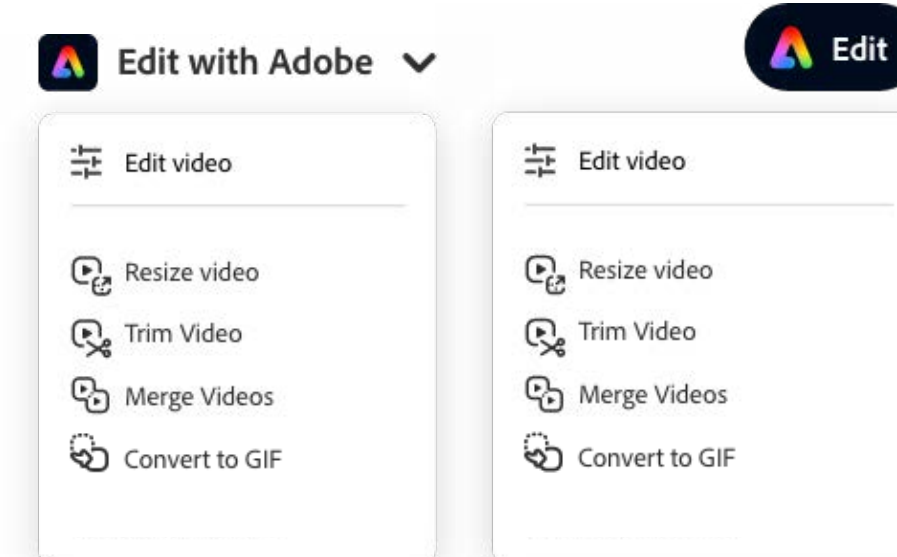 Edit with Adobe
Edit video
Resize video
Trim Video
Merge Videos
Convert to GIF
Edit
Edit video
Resize video
Trim Video
Merge Videos
Convert to GIF